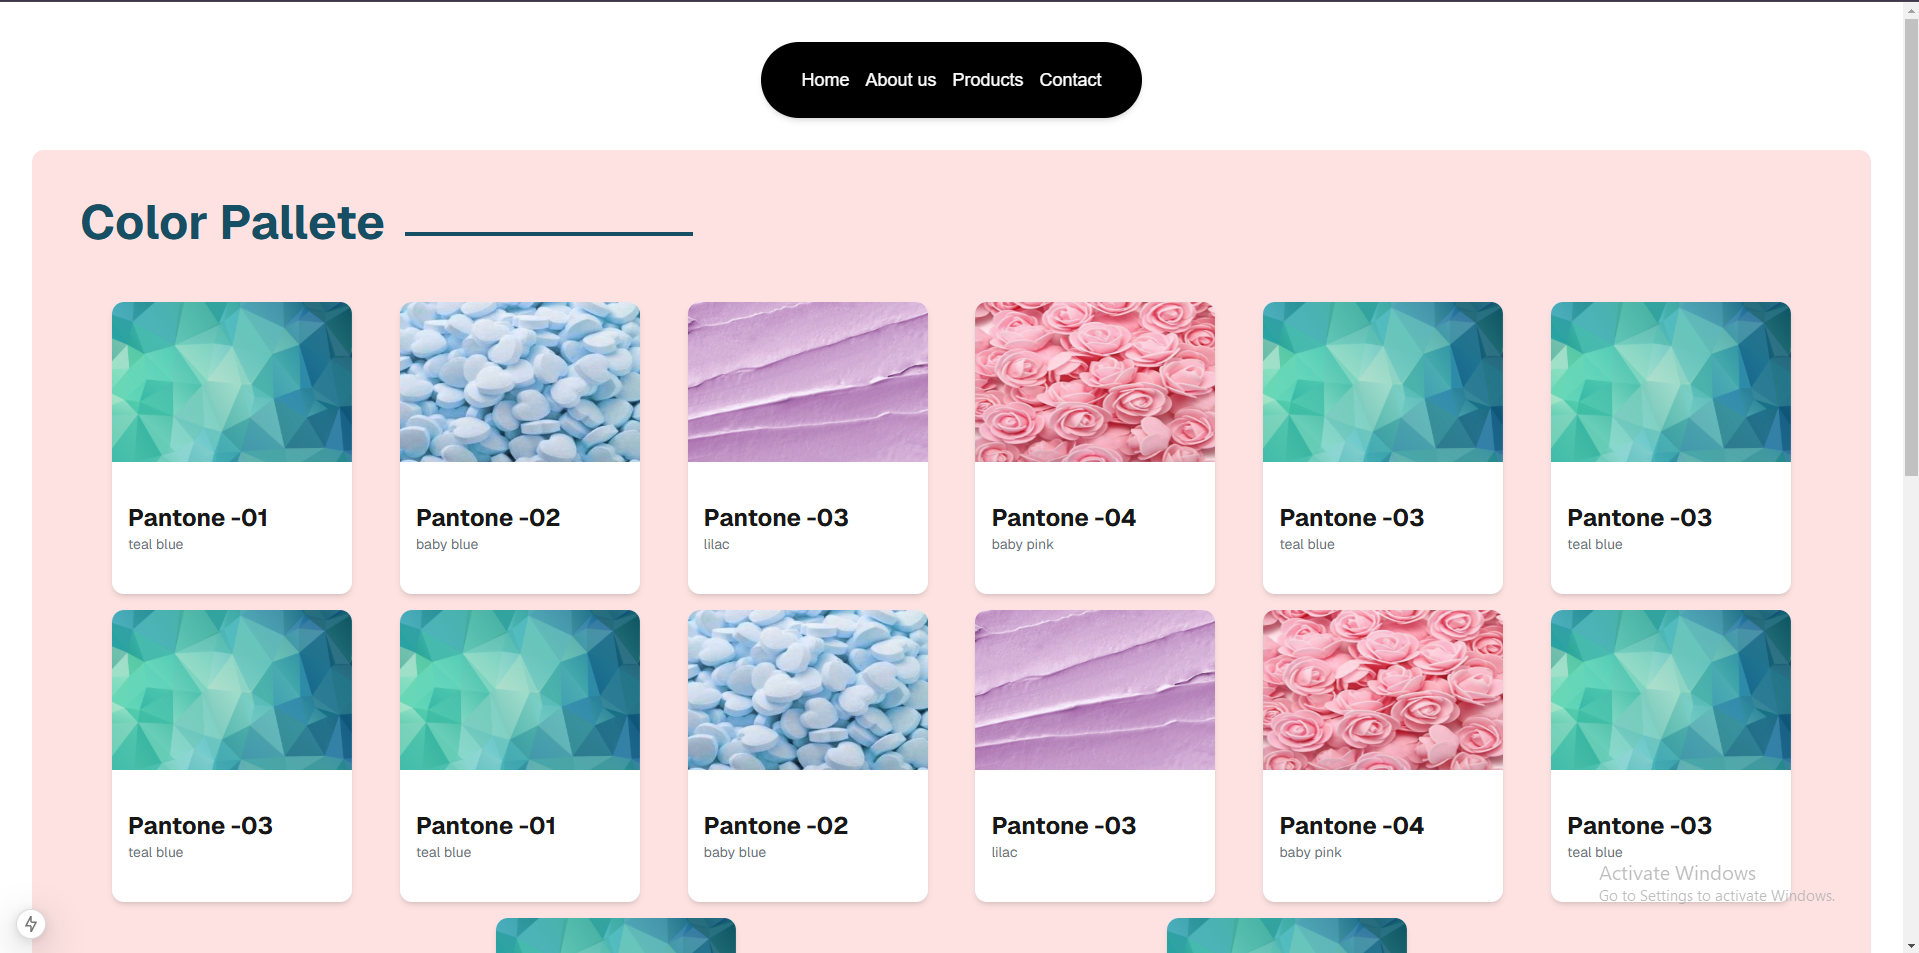 Home About us Products Contact
Color Pallete
Pantone -01
teal blue
Pantone -02
baby blue
Pantone -03
lilac
Pantone -04
baby pink
Pantone -03
teal blue
Pantone -03
teal blue
Pantone -03
teal blue
Pantone -01
teal blue
Pantone -02
baby blue
Pantone -03
lilac
Pantone -04
baby pink
Pantone -03
teal blue
Activate Windows
Go to Settings to activate Windows.